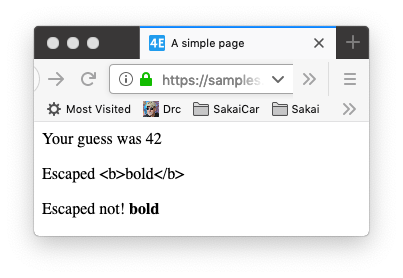 4E A simple page
https://samples
Most Visited Drc SakaiCar Sakai
Your guess was 42
Escaped <b>bold</b>
Escaped not! bold